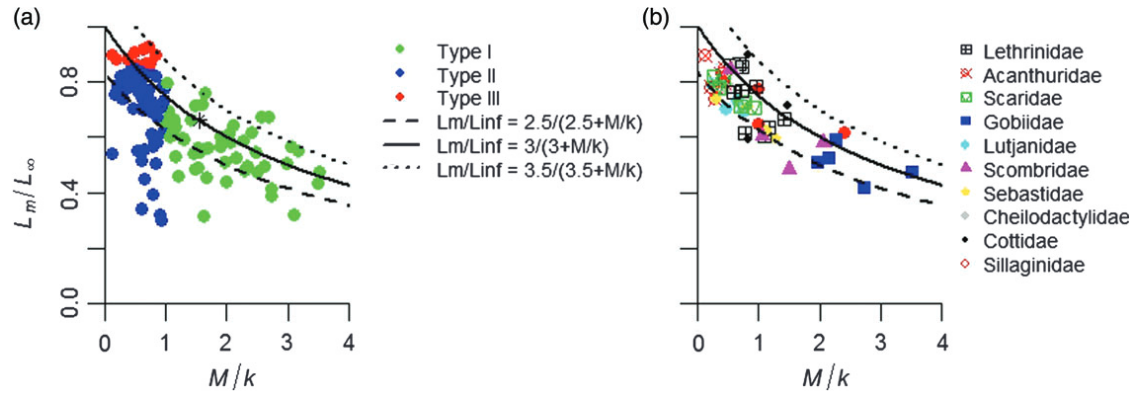 (a)
0.8
0.4
0.0
Lm/L∞
0 1 2 3 4
M/k
Type I
Type II
Type III
Lm/Linf = 2.5/(2.5+M/k)
Lm/Linf = 3/(3+M/k)
Lm/Linf = 3.5/(3.5+M/k)
(b)
0 1 2 3 4
M/k
Lethrinidae
Acanthuridae
Scaridae
Gobiidae
Lutjanidae
Scombridae
Sebastidae
Cheilodactylidae
Cottidae
Sillaginidae